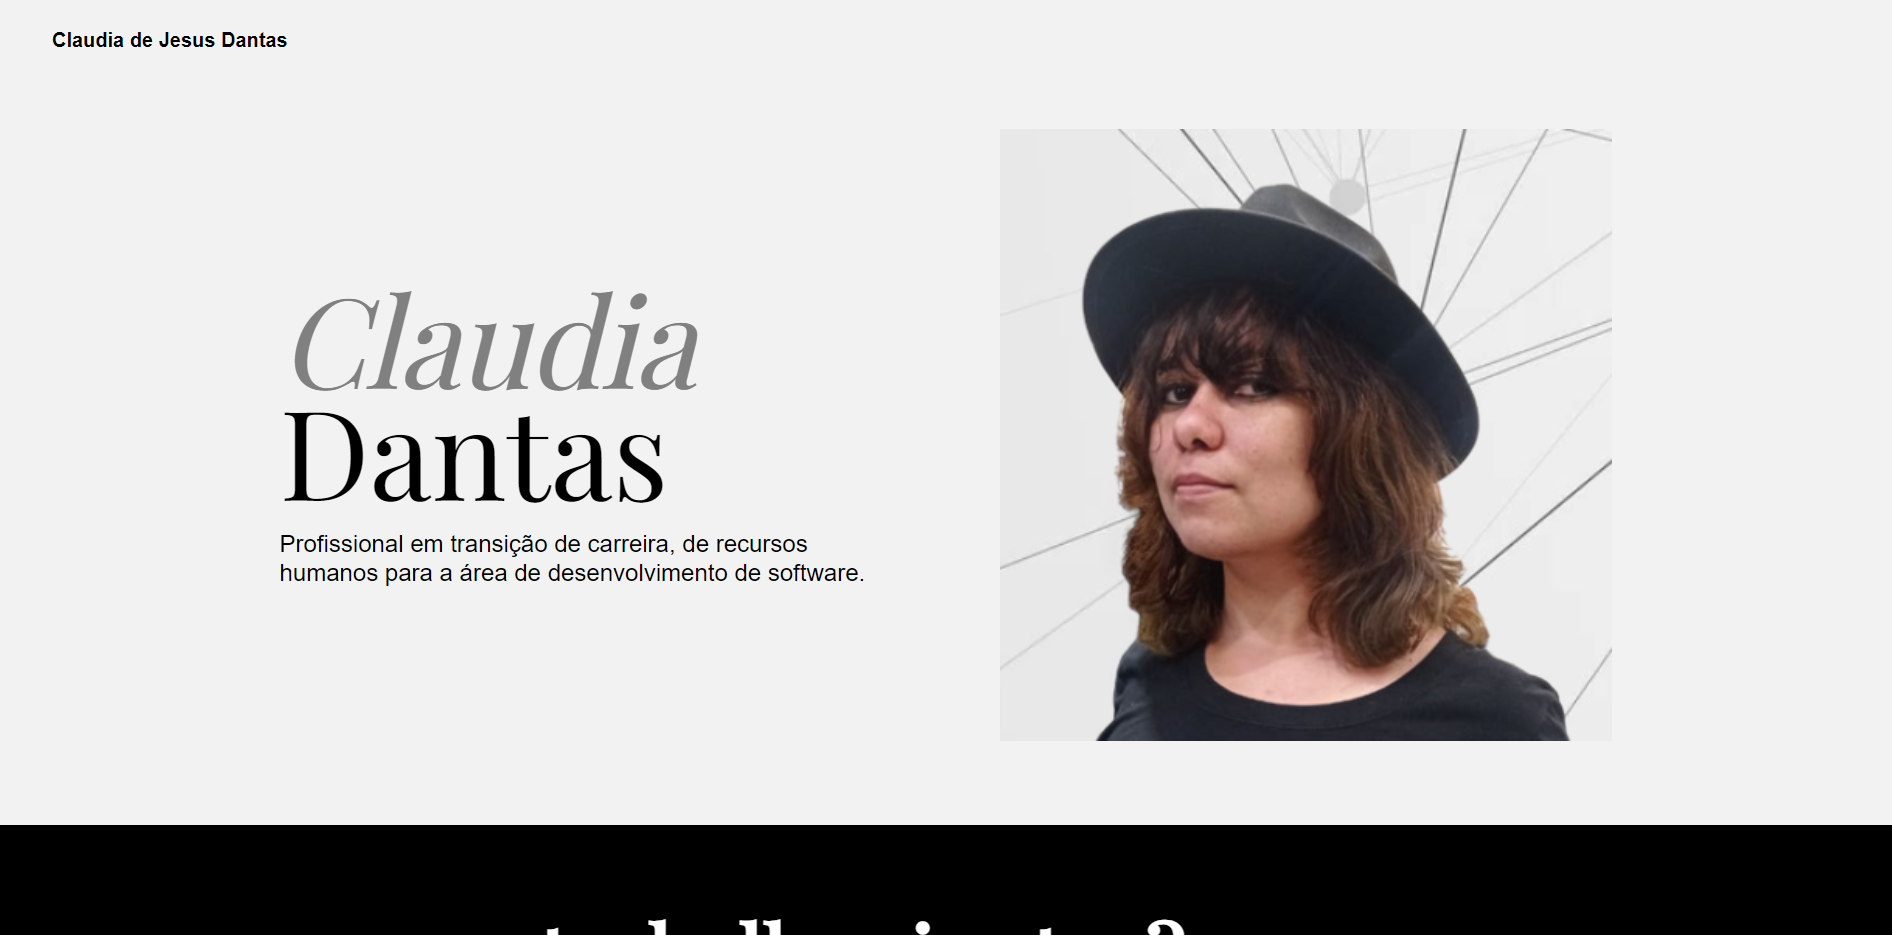 Claudia de Jesus Dantas
Claudia
Dantas
Profissional em transição de carreira, de recursos
humanos para a área de desenvolvimento de software.